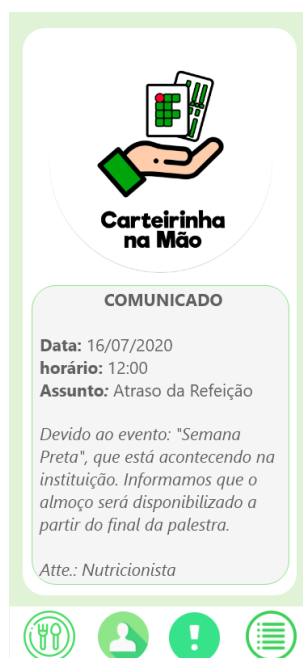 Carteirinha
na Mão
COMUNICADO
Data: 16/07/2020
horário: 12:00
Assunto: Atraso da Refeição
Devido ao evento: "Semana
Preta", que está acontecendo na
instituição. Informamos que o
almoço será disponibilizado a
partir do final da palestra.
Atte.: Nutricionista